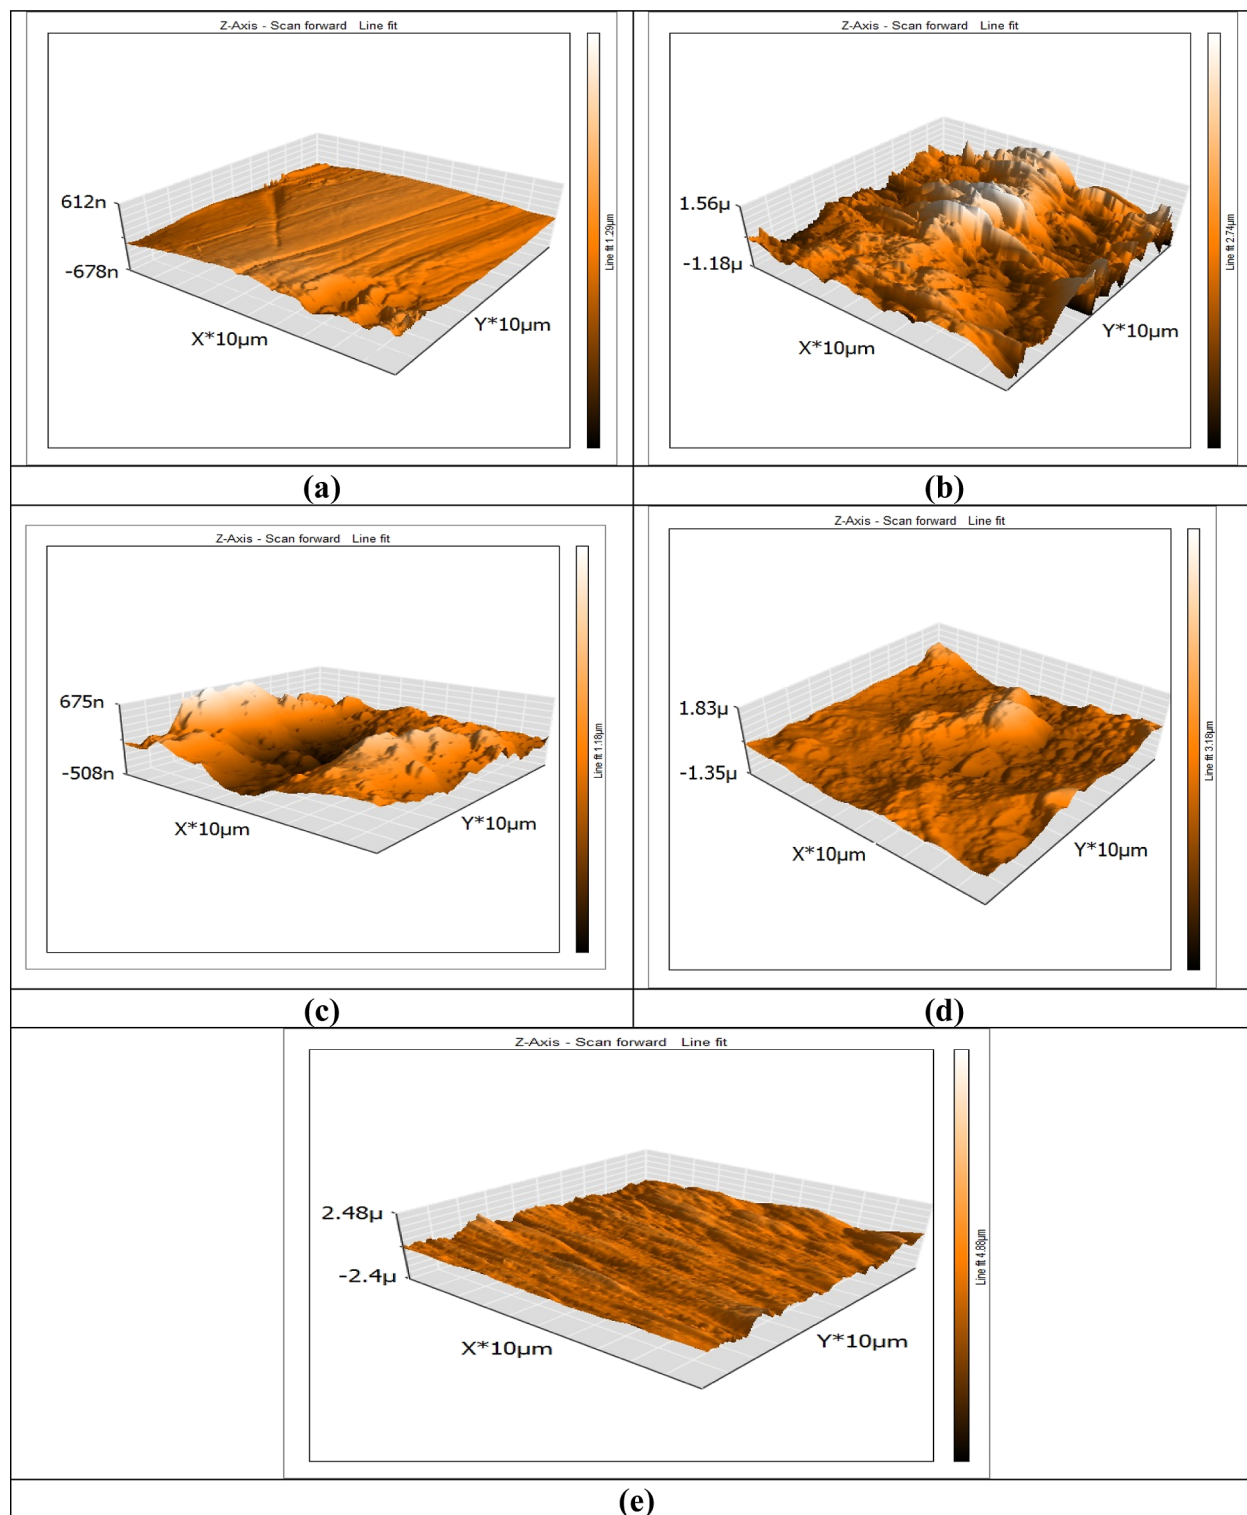 Z-Axis - Scan forward Line fit
612n
-678n
X*10µm
Y*10µm
Line fit 1.29µm
(a)
Z-Axis - Scan forward Line fit
1.56µ
-1.18µ
X*10µm
Y*10µm
Line fit 2.74µm
(b)
Z-Axis - Scan forward Line fit
675n
-508n
X*10µm
Y*10µm
Line fit 1.18µm
(c)
Z-Axis - Scan forward Line fit
1.83µ
-1.35µ
X*10µm
Y*10µm
Line fit 3.18µm
(d)
Z-Axis - Scan forward Line fit
2.48µ
-2.4µ
X*10µm
Y*10µm
Line fit 4.88µm
(e)